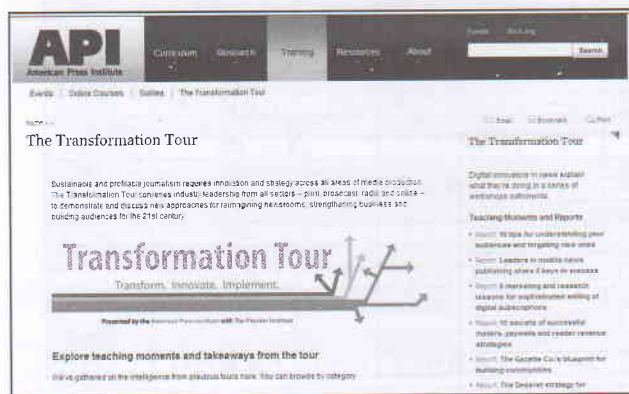 API
American Press Institute
Curriculum Research Training Resources About
Search
Events Online Courses Suites The Transformation Tour
Email Bookmark Print
The Transformation Tour
Sustainable and profitable journalism requires innovation and strategy across all areas of media production.
The Transformation Tour convenes industry leadership from all sectors – print, broadcast, radio and online –
to demonstrate and discuss new approaches for reimagining newsrooms, strengthening business and
building audiences for the 21st century.
Transformation Tour
Transform. Innovate. Implement.
Presented by the American Press Institute with The Poynter Institute
Explore teaching moments and takeaways from the tour
We've gathered all the intelligence from previous tours here. You can browse by category
The Transformation Tour
Digital innovators in news explain
what they're doing in a series of
workshops nationwide.
Teaching Moments and Reports
Report: 10 tips for understanding your
audiences and targeting new ones
Report: Leaders in mobile news
publishing share 5 keys to success
Report: 8 marketing and research
lessons for sophisticated selling of
digital subscriptions
Report: 10 secrets of successful
meters, paywalls and reader revenue
strategies
Report: The Gazette Co.'s blueprint for
building communities
Report: The Deseret strategy for